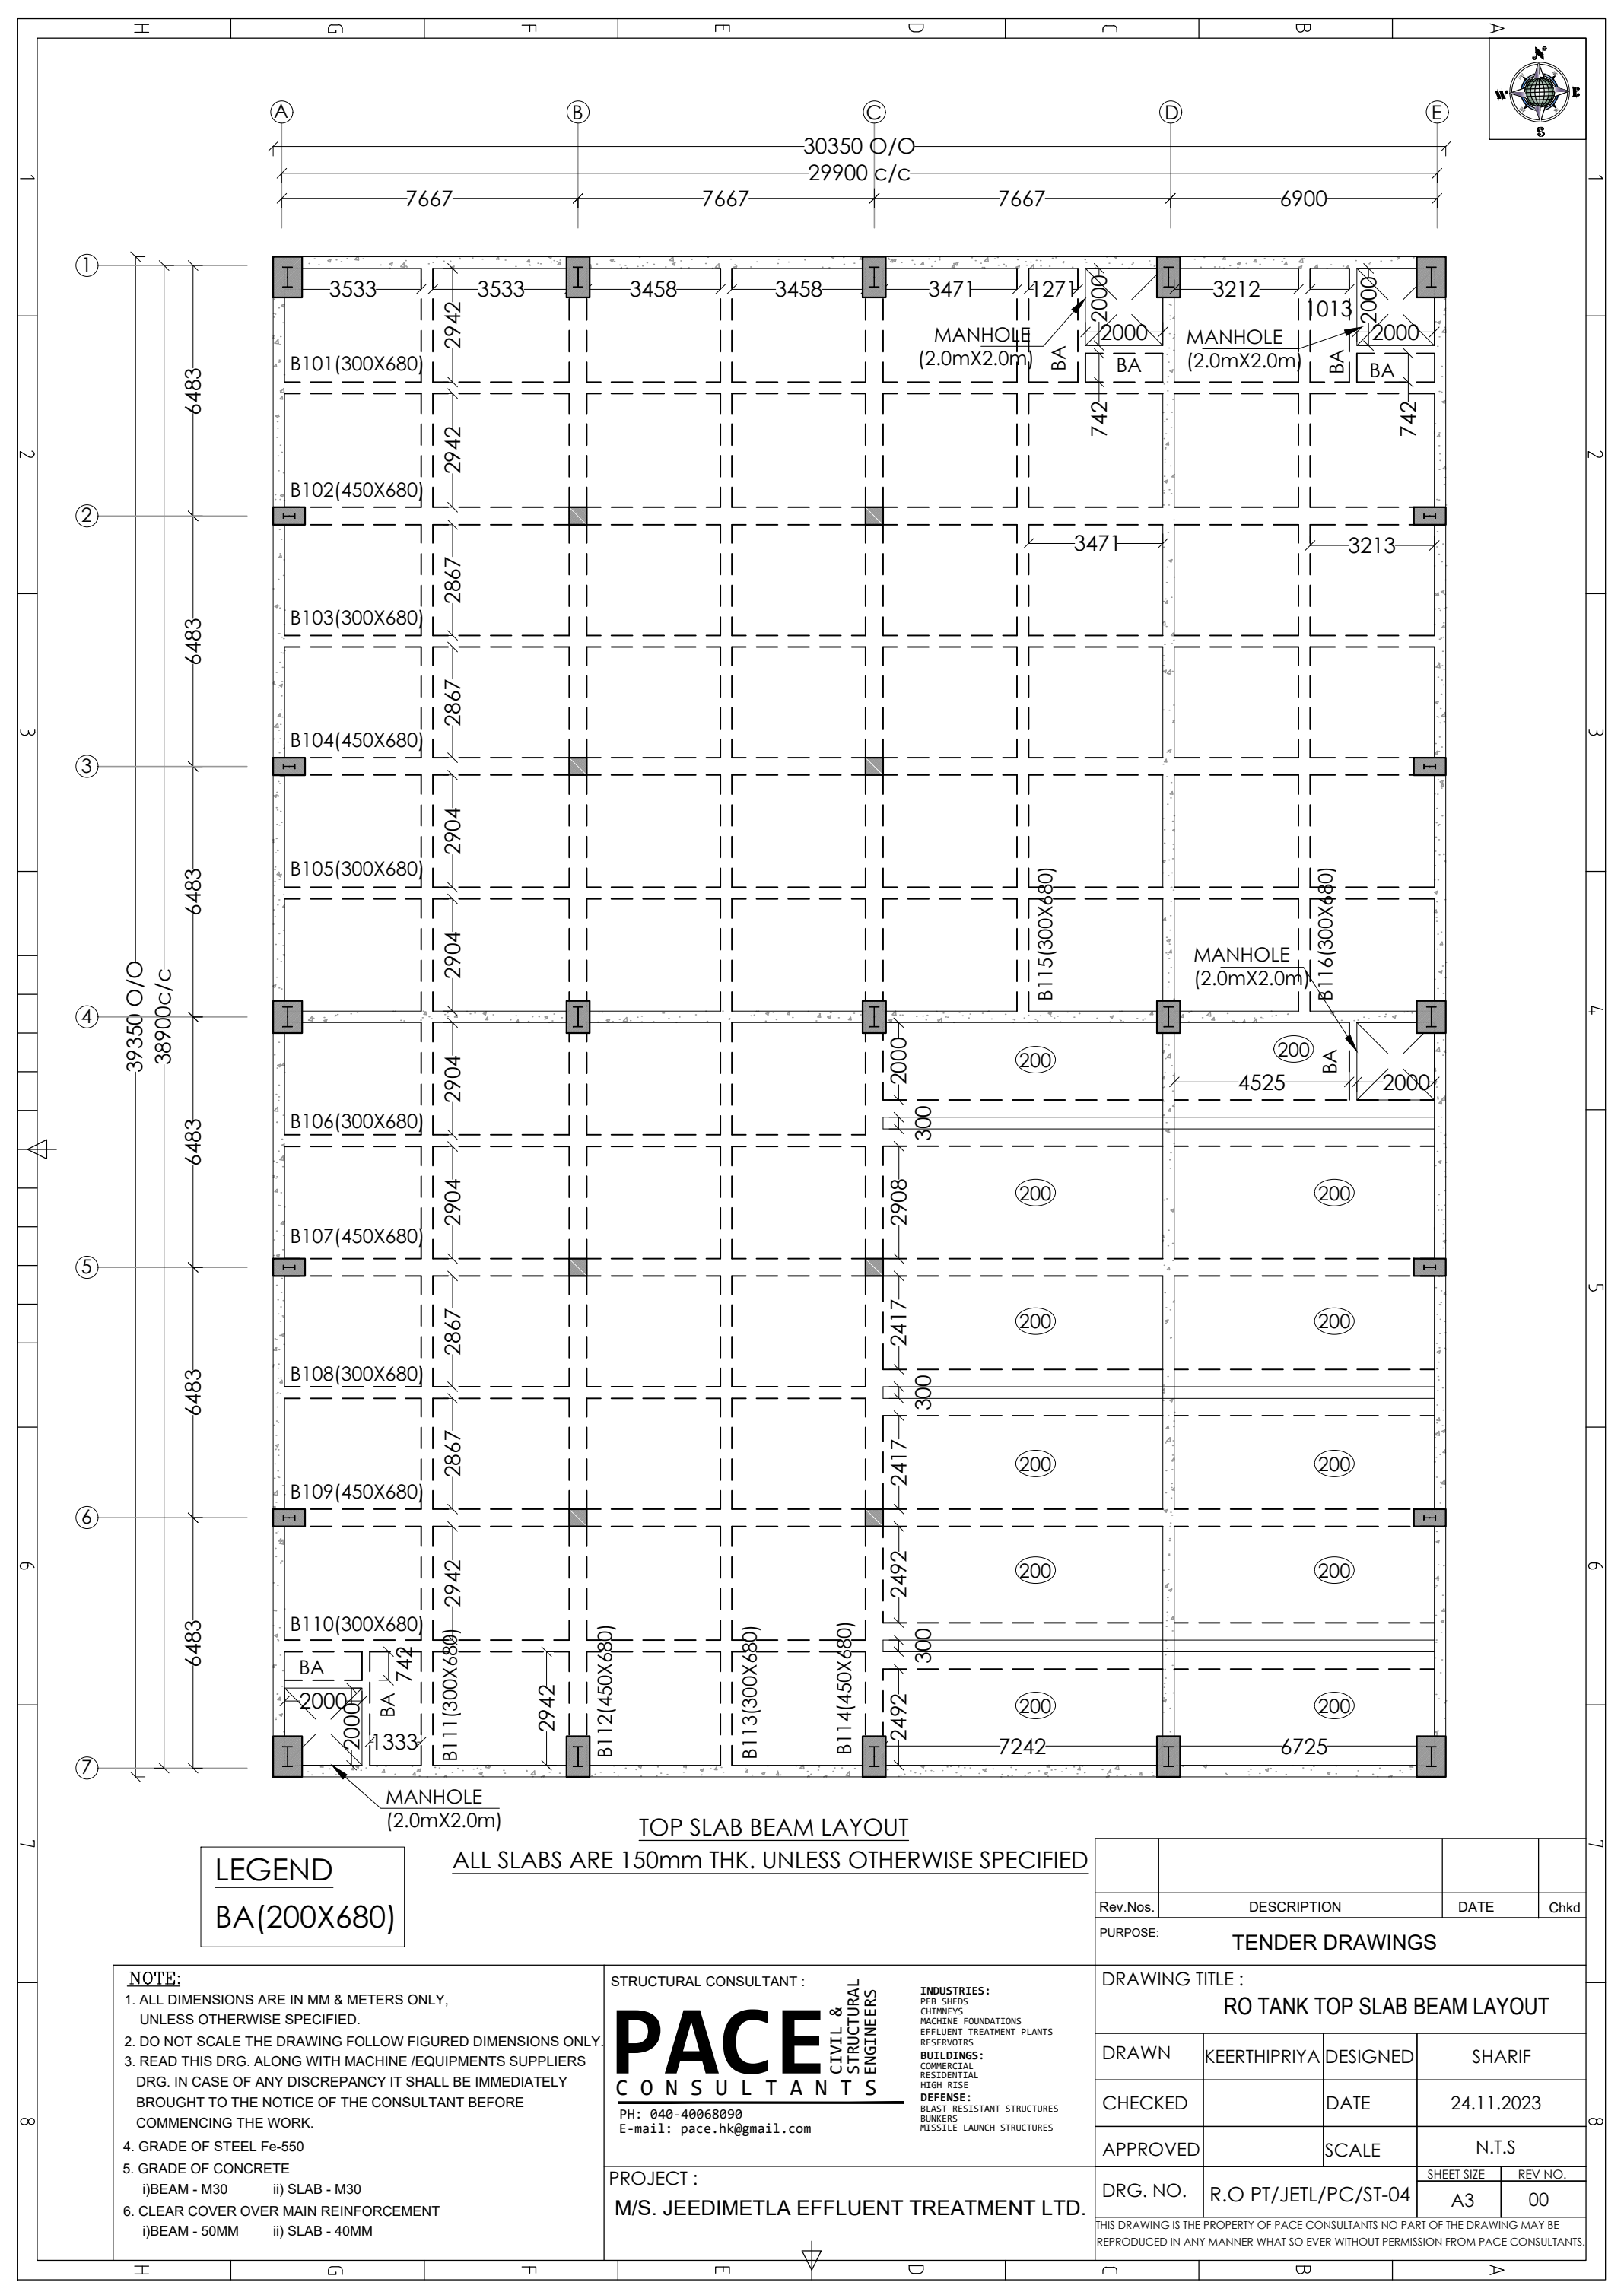 H G F E D C B A
N
W E
S
A B C D E
30350 O/O
29900 c/c
7667 7667 7667 6900
1
1
1
3533 3533 3458 3458 3471 1271 2000 3212 1013 2000
2942
MANHOLE
(2.0mX2.0m)
2000
MANHOLE
(2.0mX2.0m)
2000
B101(300X680)
BA BA BA BA
6483
742 742
2942
2
2
B102(450X680)
2
3471 3213
2867
B103(300X680)
6483
2867
3
3
B104(450X680)
3
2904
B105(300X680)
6483
B115(300X680)
B116(300X680)
2904
MANHOLE
(2.0mX2.0m)
39350 O/O
38900c/c
4
4
4
2904
2000
200
200
BA
4525 2000
B106(300X680)
300
6483
2904
2908
200 200
B107(450X680)
5
5
5
2867
2417
200 200
B108(300X680)
300
6483
2867
2417
200 200
B109(450X680)
6
6
6
2942
2492
200 200
B110(300X680)
300
6483
BA
742
2000
2000
BA
1333
B111(300X680)
2942
B112(450X680)
B113(300X680)
B114(450X680)
2492
200 200
7242 6725
7
MANHOLE
(2.0mX2.0m)
7
7
TOP SLAB BEAM LAYOUT
ALL SLABS ARE 150mm THK. UNLESS OTHERWISE SPECIFIED
LEGEND
BA(200X680)
Rev.Nos. DESCRIPTION DATE Chkd
PURPOSE:
TENDER DRAWINGS
NOTE:
1. ALL DIMENSIONS ARE IN MM & METERS ONLY,
UNLESS OTHERWISE SPECIFIED.
2. DO NOT SCALE THE DRAWING FOLLOW FIGURED DIMENSIONS ONLY.
3. READ THIS DRG. ALONG WITH MACHINE /EQUIPMENTS SUPPLIERS
DRG. IN CASE OF ANY DISCREPANCY IT SHALL BE IMMEDIATELY
BROUGHT TO THE NOTICE OF THE CONSULTANT BEFORE
COMMENCING THE WORK.
4. GRADE OF STEEL Fe-550
5. GRADE OF CONCRETE
i)BEAM - M30 ii) SLAB - M30
6. CLEAR COVER OVER MAIN REINFORCEMENT
i)BEAM - 50MM ii) SLAB - 40MM
STRUCTURAL CONSULTANT :
PACE
CIVIL &
STRUCTURAL
ENGINEERS
CONSULTANTS
PH: 040-40068090
E-mail: pace.hk@gmail.com
INDUSTRIES:
PEB SHEDS
CHIMNEYS
MACHINE FOUNDATIONS
EFFLUENT TREATMENT PLANTS
RESERVOIRS
BUILDINGS:
COMMERCIAL
RESIDENTIAL
HIGH RISE
DEFENSE:
BLAST RESISTANT STRUCTURES
BUNKERS
MISSILE LAUNCH STRUCTURES
PROJECT :
M/S. JEEDIMETLA EFFLUENT TREATMENT LTD.
DRAWING TITLE :
RO TANK TOP SLAB BEAM LAYOUT
DRAWN KEERTHIPRIYA DESIGNED SHARIF
CHECKED DATE 24.11.2023
APPROVED SCALE N.T.S
DRG. NO. R.O PT/JETL/PC/ST-04
SHEET SIZE REV NO.
A3 00
THIS DRAWING IS THE PROPERTY OF PACE CONSULTANTS NO PART OF THE DRAWING MAY BE
REPRODUCED IN ANY MANNER WHAT SO EVER WITHOUT PERMISSION FROM PACE CONSULTANTS.
8
8
H G F E D C B A